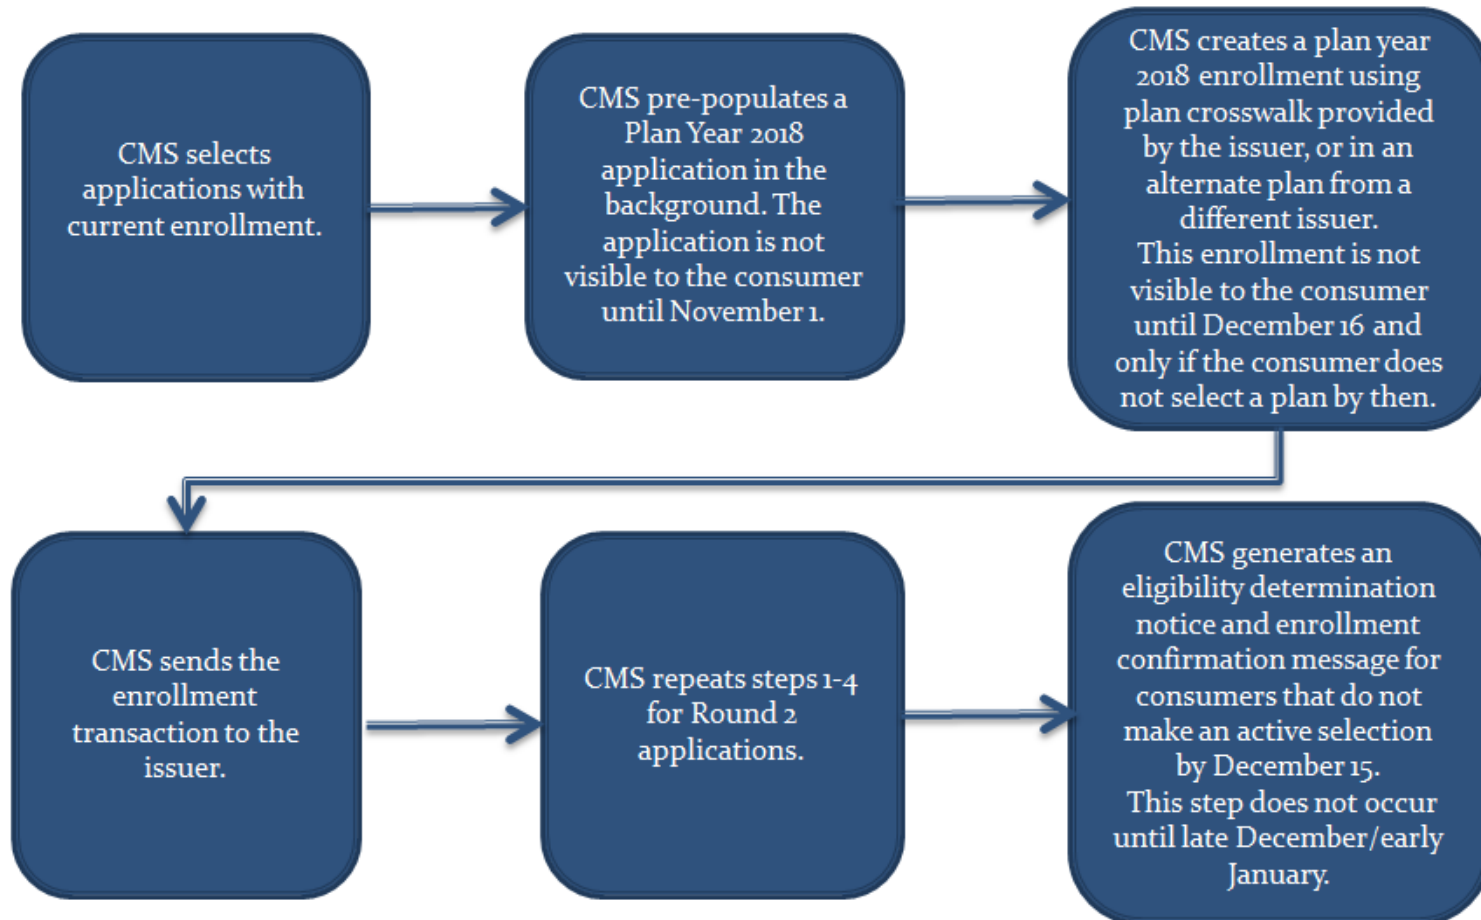 CMS selects
applications with
current enrollment.
CMS pre-populates a
Plan Year 2018
application in the
background. The
application is not
visible to the consumer
until November 1.
CMS creates a plan year
2018 enrollment using
plan crosswalk provided
by the issuer, or in an
alternate plan from a
different issuer.
This enrollment is not
visible to the consumer
until December 16 and
only if the consumer does
not select a plan by then.
CMS sends the
enrollment
transaction to the
issuer.
CMS repeats steps 1-4
for Round 2
applications.
CMS generates an
eligibility determination
notice and enrollment
confirmation message for
consumers that do not
make an active selection
by December 15.
This step does not occur
until late December/early
January.